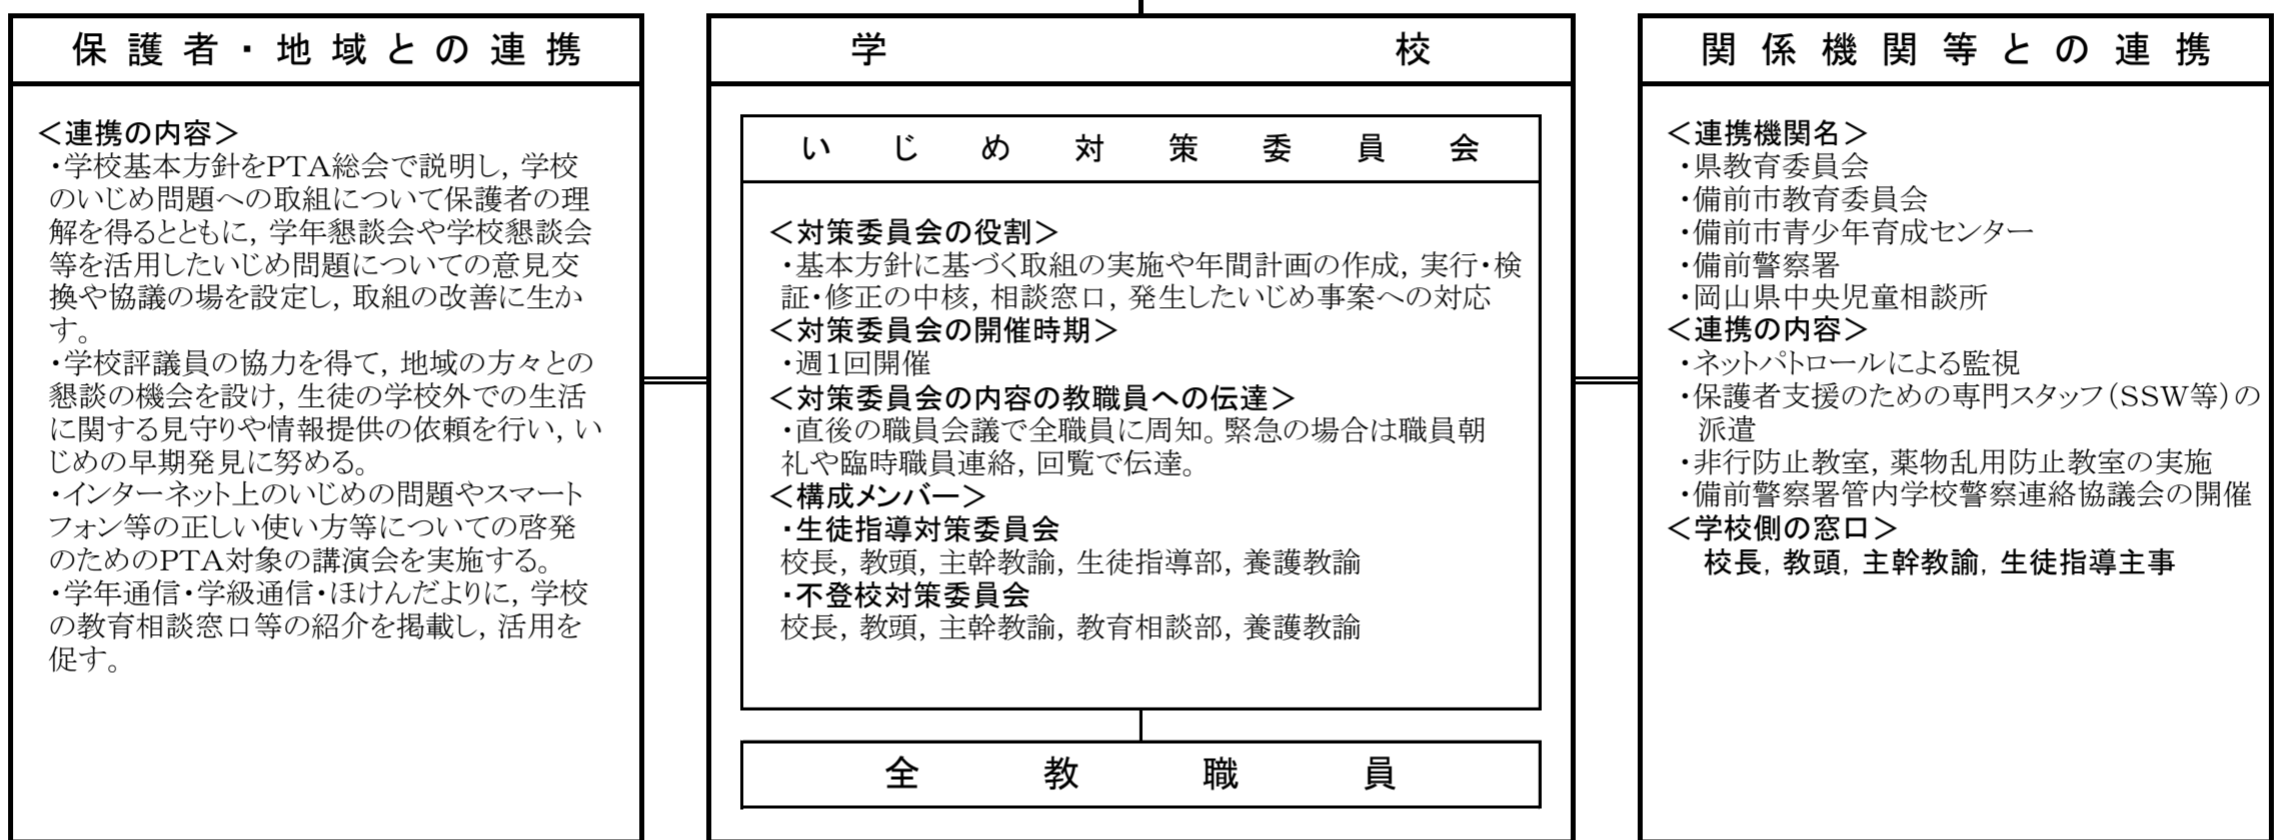 保護者・地域との連携
＜連携の内容＞
・学校基本方針をPTA総会で説明し，学校
のいじめ問題への取組について保護者の理
解を得るとともに，学年懇談会や学校懇談会
等を活用したいじめ問題についての意見交
換や協議の場を設定し，取組の改善に生か
す。
・学校評議員の協力を得て，地域の方々との
懇談の機会を設け，生徒の学校外での生活
に関する見守りや情報提供の依頼を行い，い
じめの早期発見に努める。
・インターネット上のいじめの問題やスマート
フォン等の正しい使い方等についての啓発
のためのPTA対象の講演会を実施する。
・学年通信・学級通信・ほけんだよりに，学校
の教育相談窓口等の紹介を掲載し，活用を
促す。
学校
いじめ対策委員会
＜対策委員会の役割＞
・基本方針に基づく取組の実施や年間計画の作成，実行・検
証・修正の中核，相談窓口，発生したいじめ事案への対応
＜対策委員会の開催時期＞
・週１回開催
＜対策委員会の内容の教職員への伝達＞
・直後の職員会議で全職員に周知。緊急の場合は職員朝
礼や臨時職員連絡，回覧で伝達。
＜構成メンバー＞
・生徒指導対策委員会
校長，教頭，主幹教諭，生徒指導部，養護教諭
・不登校対策委員会
校長，教頭，主幹教諭，教育相談部，養護教諭
全教職員
関係機関等との連携
＜連携機関名＞
・県教育委員会
・備前市教育委員会
・備前市青少年育成センター
・備前警察署
・岡山県中央児童相談所
＜連携の内容＞
・ネットパトロールによる監視
・保護者支援のための専門スタッフ（SSW等）の
派遣
・非行防止教室，薬物乱用防止教室の実施
・備前警察署管内学校警察連絡協議会の開催
＜学校側の窓口＞
校長，教頭，主幹教諭，生徒指導主事